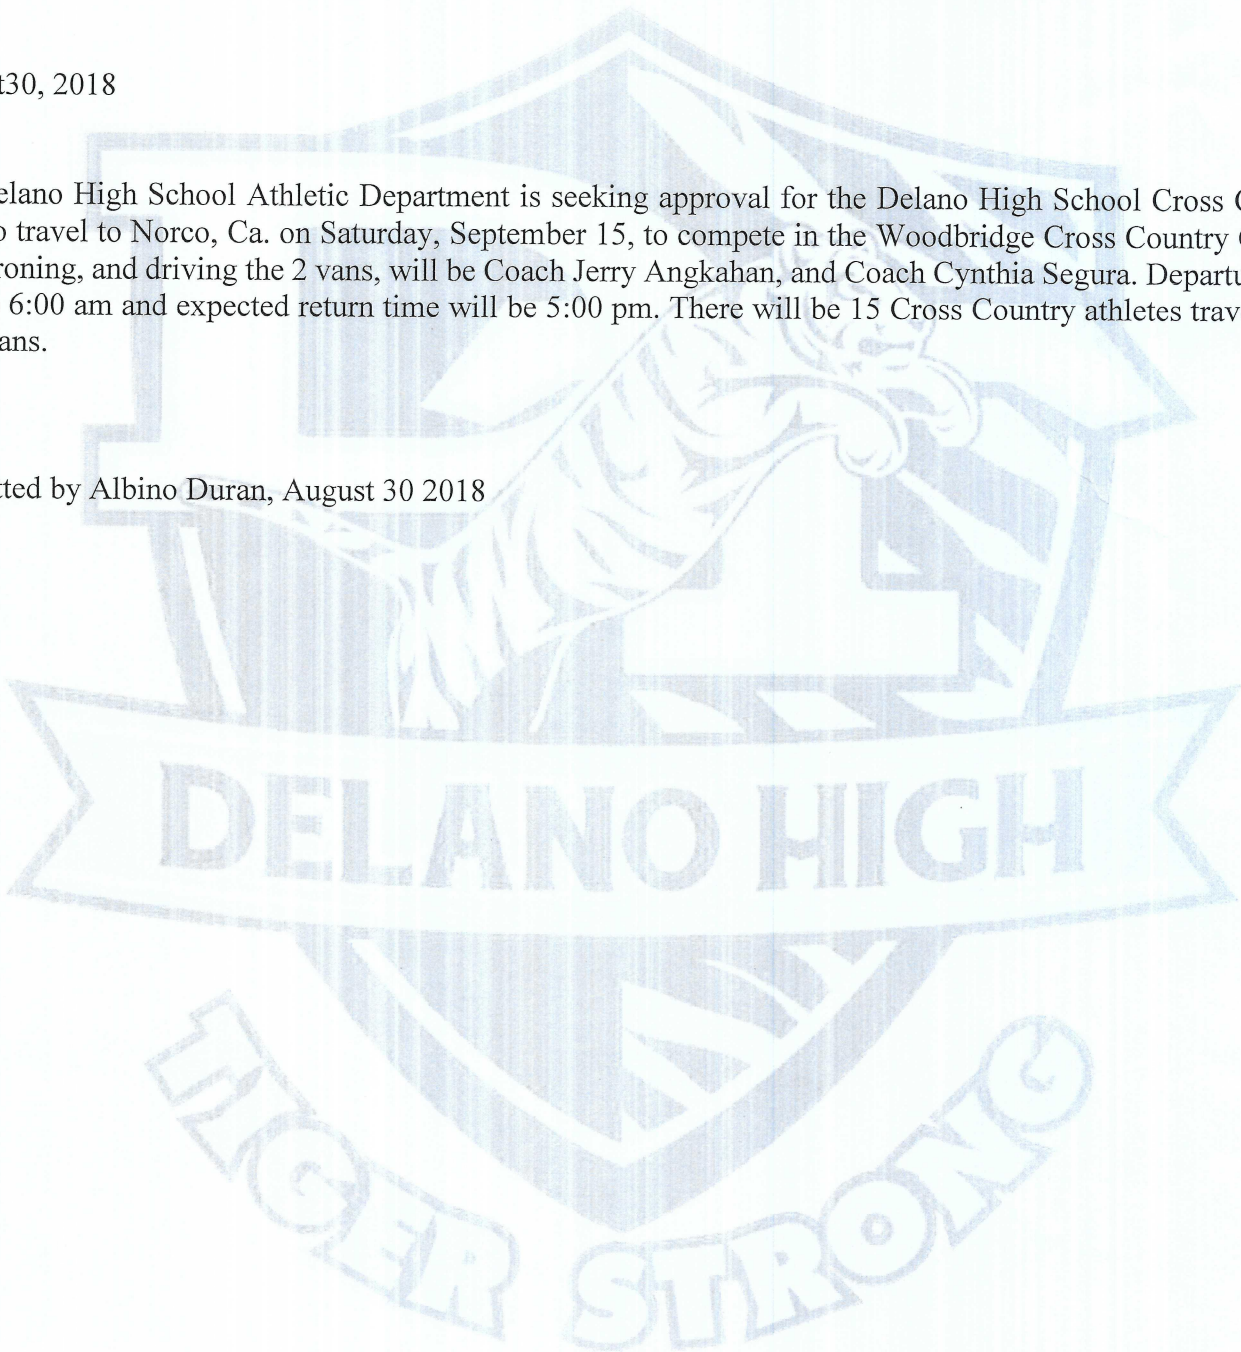 t30, 2018
elano High School Athletic Department is seeking approval for the Delano High School Cross C
o travel to Norco, Ca. on Saturday, September 15, to compete in the Woodbridge Cross Country
roning, and driving the 2 vans, will be Coach Jerry Angkahan, and Coach Cynthia Segura. Departu
6:00 am and expected return time will be 5:00 pm. There will be 15 Cross Country athletes trav
ans.
tted by Albino Duran, August 30 2018
DELANO HIGH
TIGER STRONG